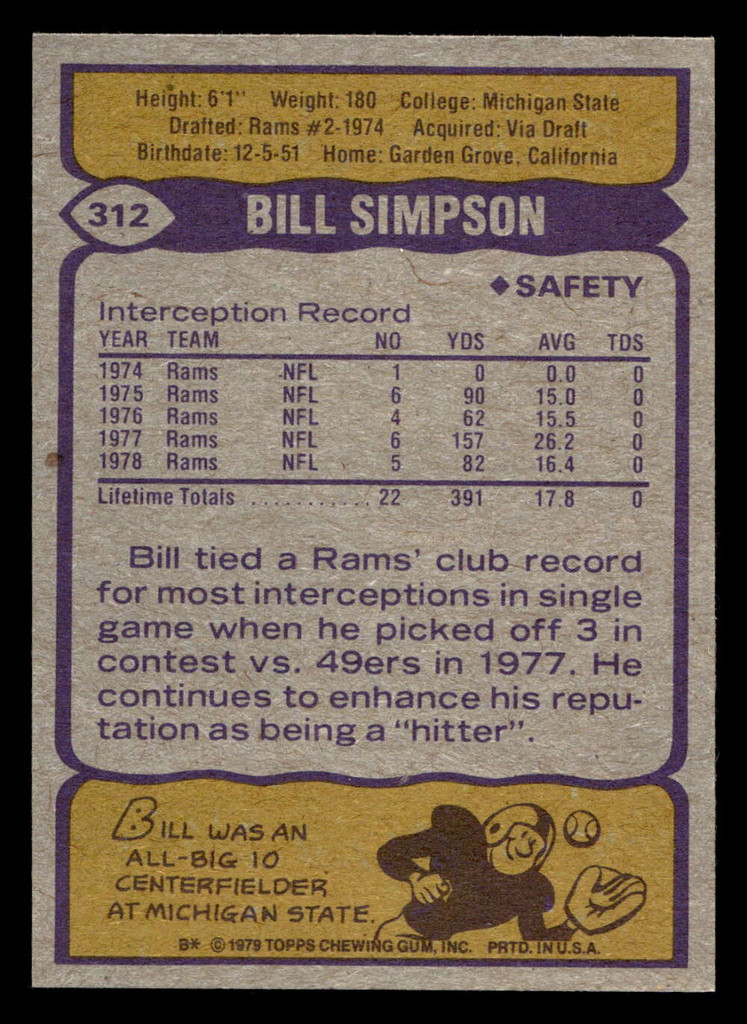 Height: 6'1" Weight: 180 College: Michigan State
Drafted: Rams #2-1974 Acquired: Via Draft
Birthdate: 12-5-51 Home: Garden Grove, California
312 BILL SIMPSON
◆SAFETY
Interception Record
YEAR TEAM NO YDS AVG TDS
1974 Rams .NFL 1 0 0.0 0
1975 Rams NFL 6 90 15.0 0
1976 Rams NFL 4 62 15.5 0
1977 Rams NFL 6 157 26.2 0
1978 Rams NFL 5 82 16.4 0
Lifetime Totals ........... 22 391 17.8 0
Bill tied a Rams' club record
for most interceptions in single
game when he picked off 3 in
contest vs. 49ers in 1977. He
continues to enhance his repu-
tation as being a "hitter".
BILL WAS AN
ALL-BIG 10
CENTERFIELDER
AT MICHIGAN STATE.
B* © 1979 TOPPS CHEWING GUM, INC. PRTD. IN U.S.A.